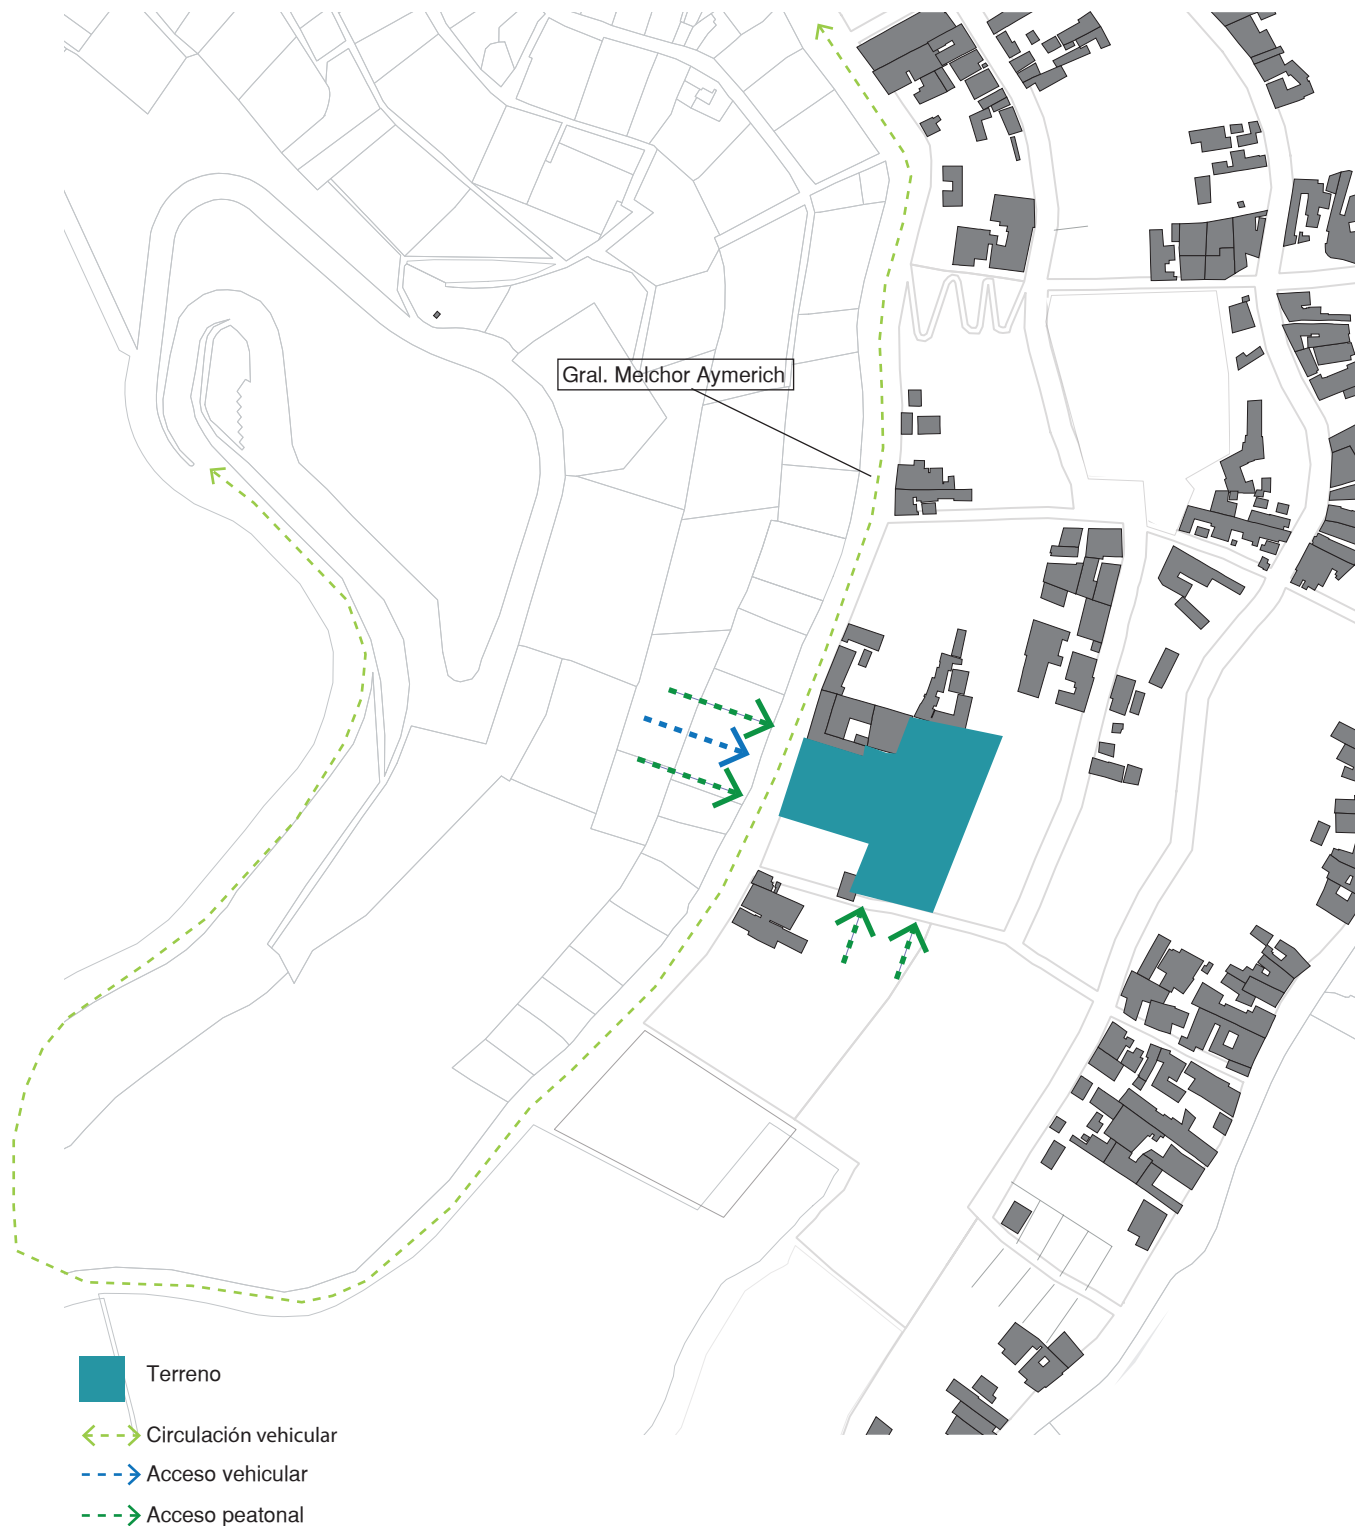 Gral. Melchor Aymerich
Terreno
Circulación vehicular
Acceso vehicular
Acceso peatonal